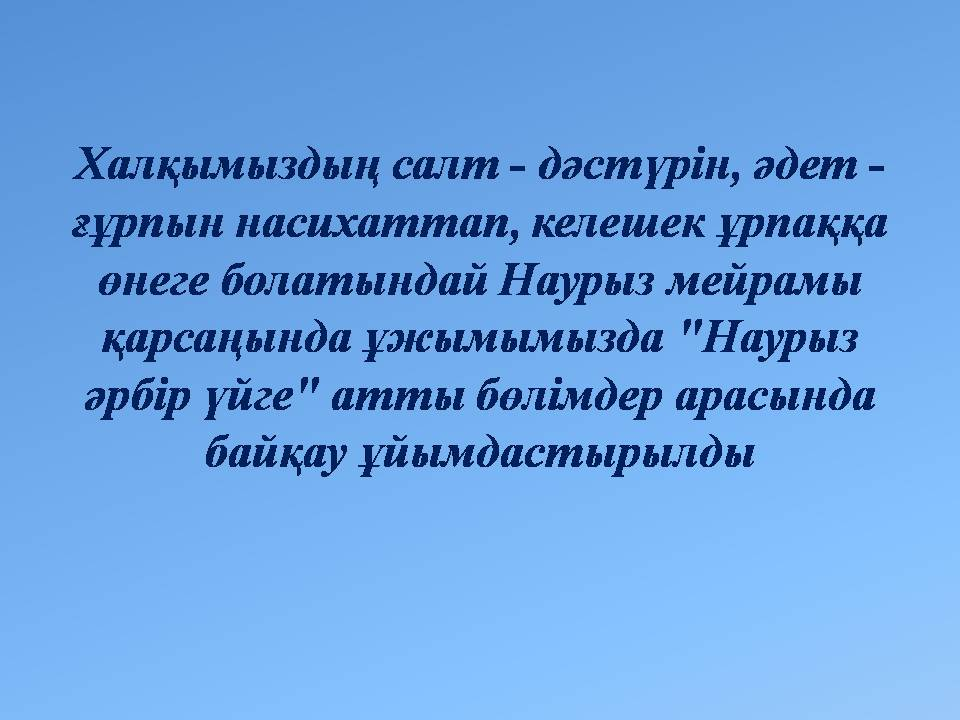 Халқымыздың салт - дәстүрін, әдет -
ғұрпын насихаттап, келешек ұрпаққа
өнеге болатындай Наурыз мейрамы
қарсаңында ұжымымызда "Наурыз
әрбір үйге" атты бөлімдер арасында
байқау ұйымдастырылды